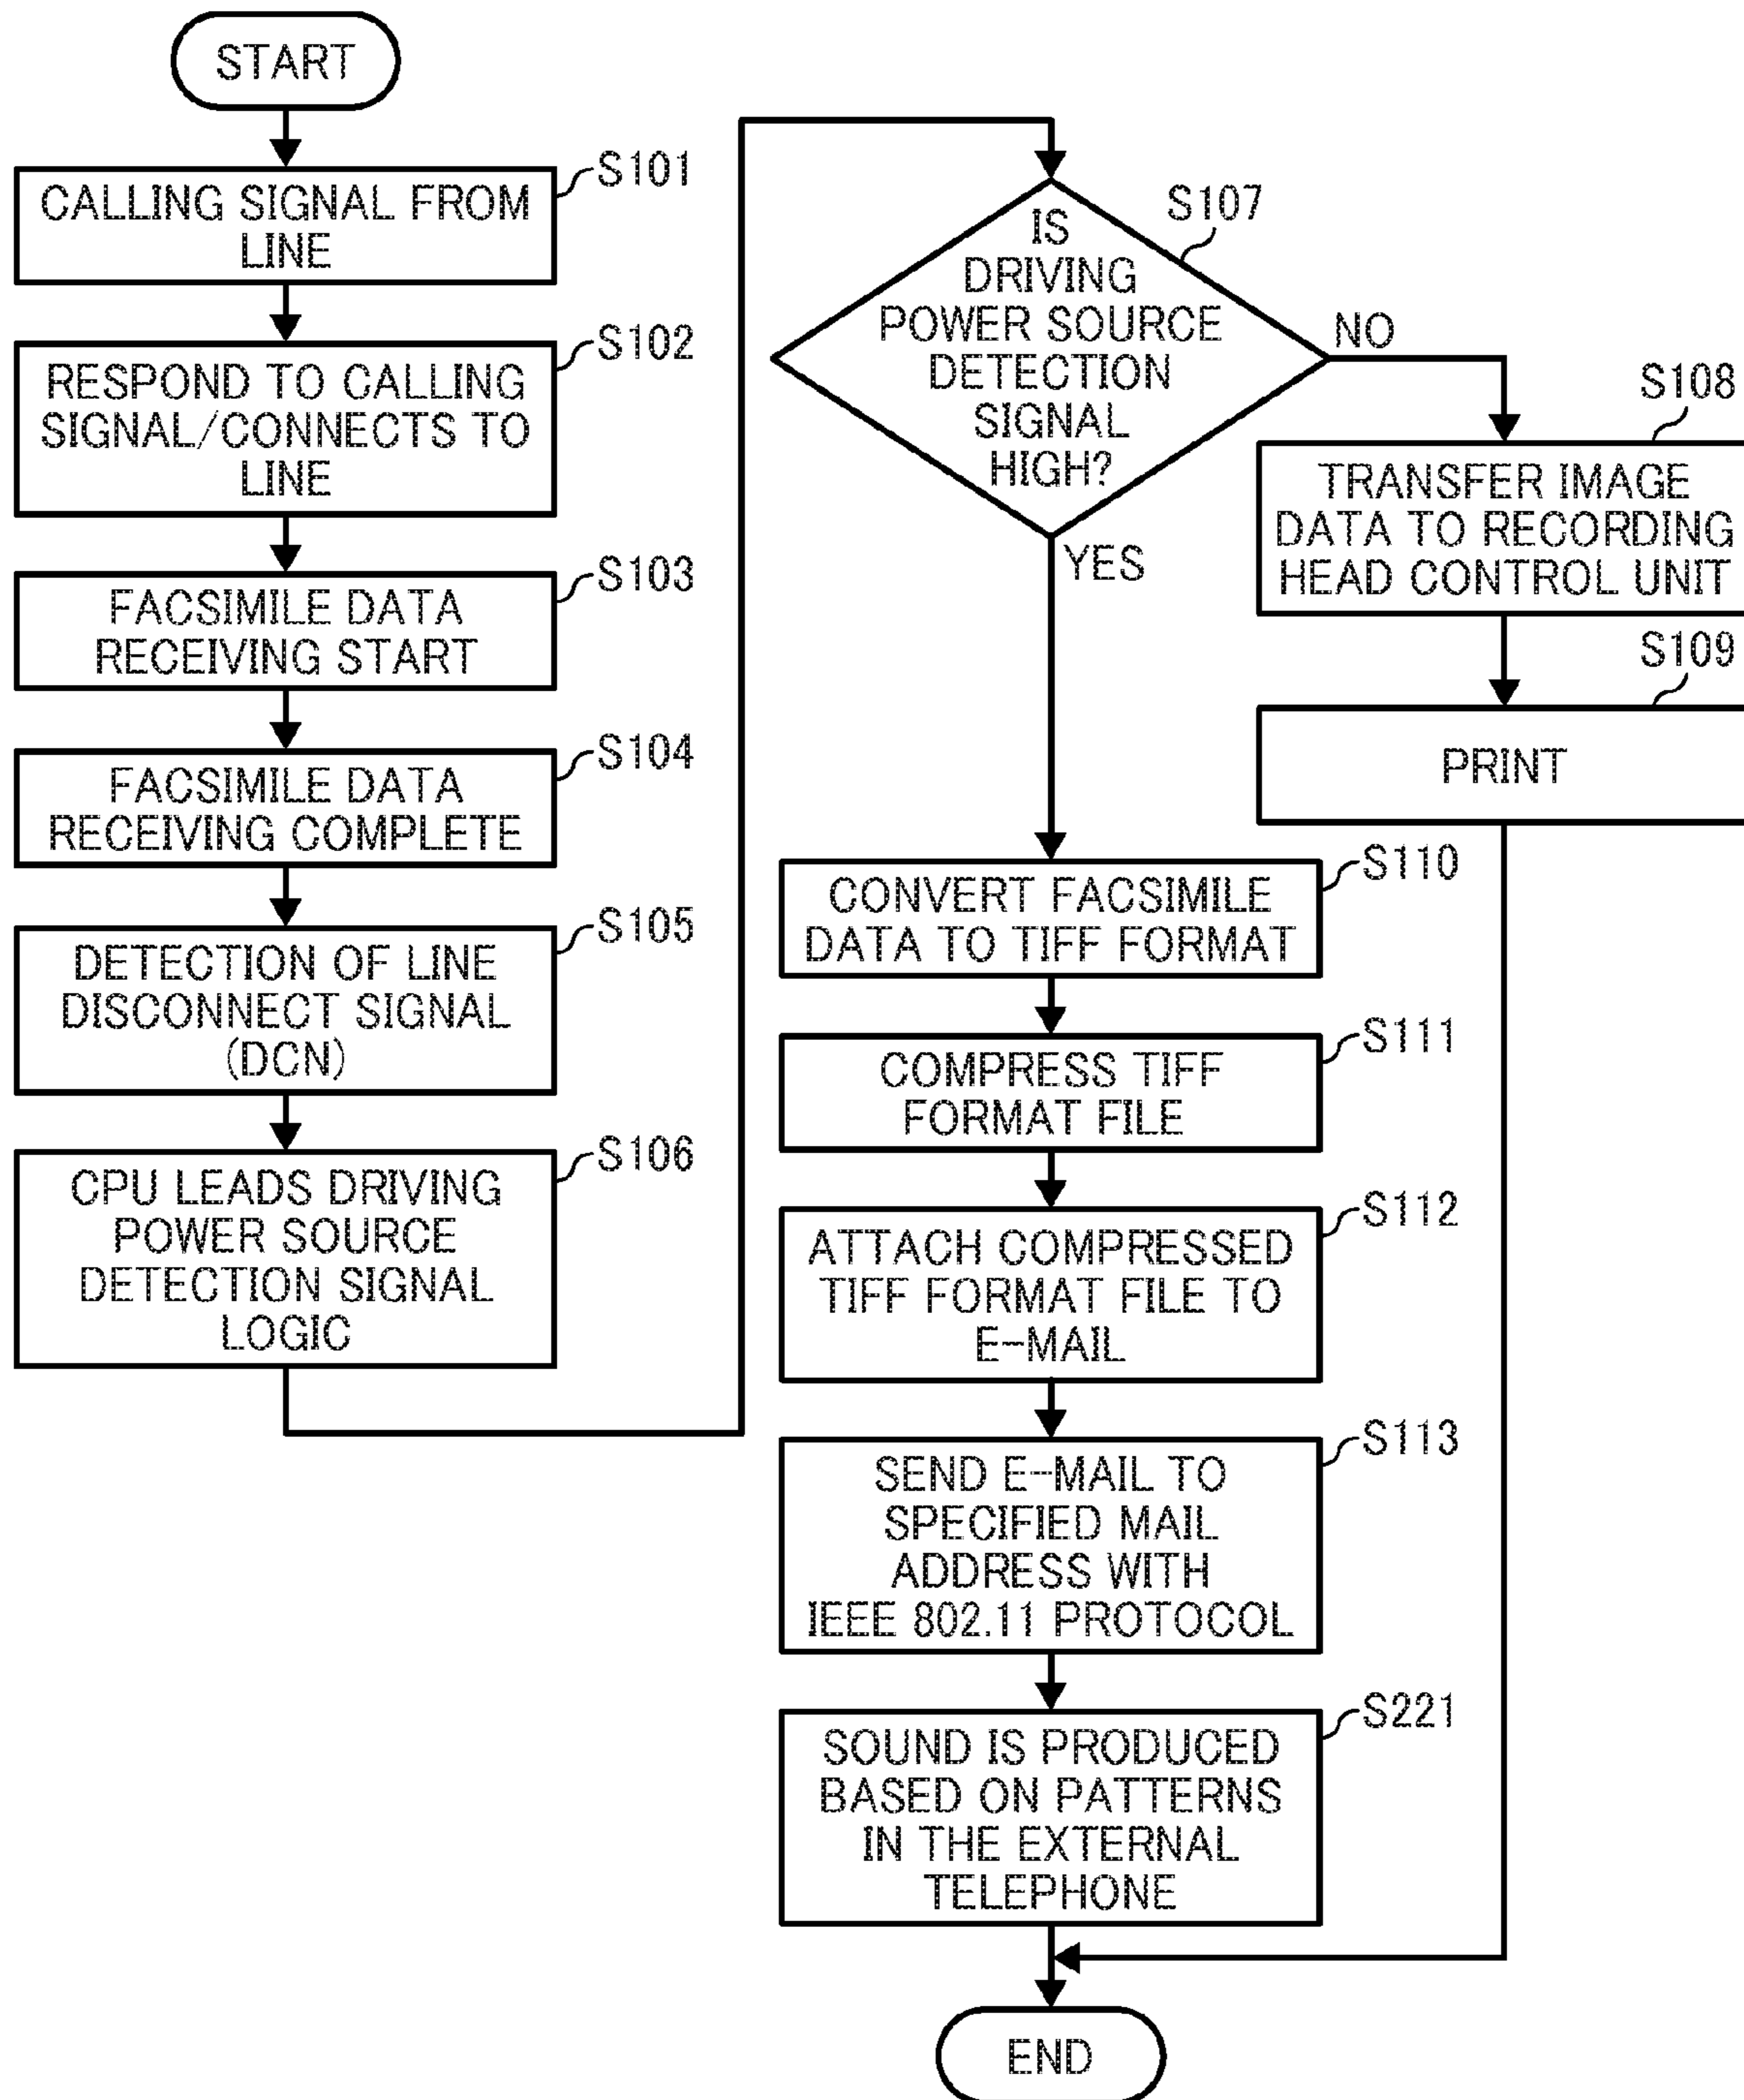 START
S101
CALLING SIGNAL FROM
LINE
S102
RESPOND TO CALLING
SIGNAL/CONNECTS TO
LINE
S103
FACSIMILE DATA
RECEIVING START
S104
FACSIMILE DATA
RECEIVING COMPLETE
S105
DETECTION OF LINE
DISCONNECT SIGNAL
(DCN)
S106
CPU LEADS DRIVING
POWER SOURCE
DETECTION SIGNAL
LOGIC
S107
IS
DRIVING
POWER SOURCE
DETECTION
SIGNAL
HIGH?
NO
YES
S108
TRANSFER IMAGE
DATA TO RECORDING
HEAD CONTROL UNIT
S109
PRINT
S110
CONVERT FACSIMILE
DATA TO TIFF FORMAT
S111
COMPRESS TIFF
FORMAT FILE
S112
ATTACH COMPRESSED
TIFF FORMAT FILE TO
E-MAIL
S113
SEND E-MAIL TO
SPECIFIED MAIL
ADDRESS WITH
IEEE 802.11 PROTOCOL
S221
SOUND IS PRODUCED
BASED ON PATTERNS
IN THE EXTERNAL
TELEPHONE
END